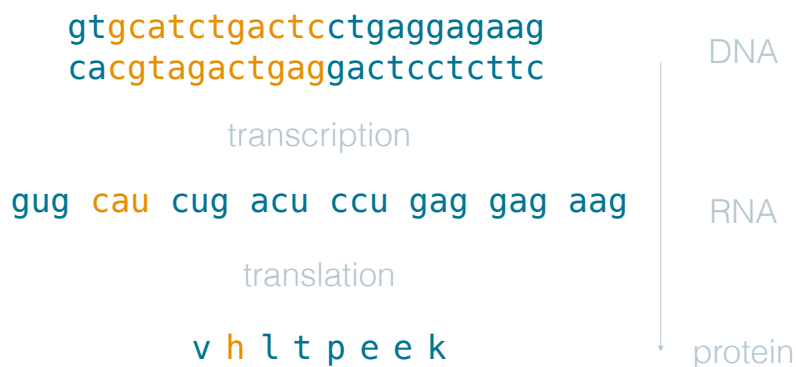 gtgcatctgactcctgaggagaag
cacgtagactgaggactcctcttc
DNA
transcription
gug cau cug acu ccu gag gag aag
RNA
translation
v h l t p e e k
protein